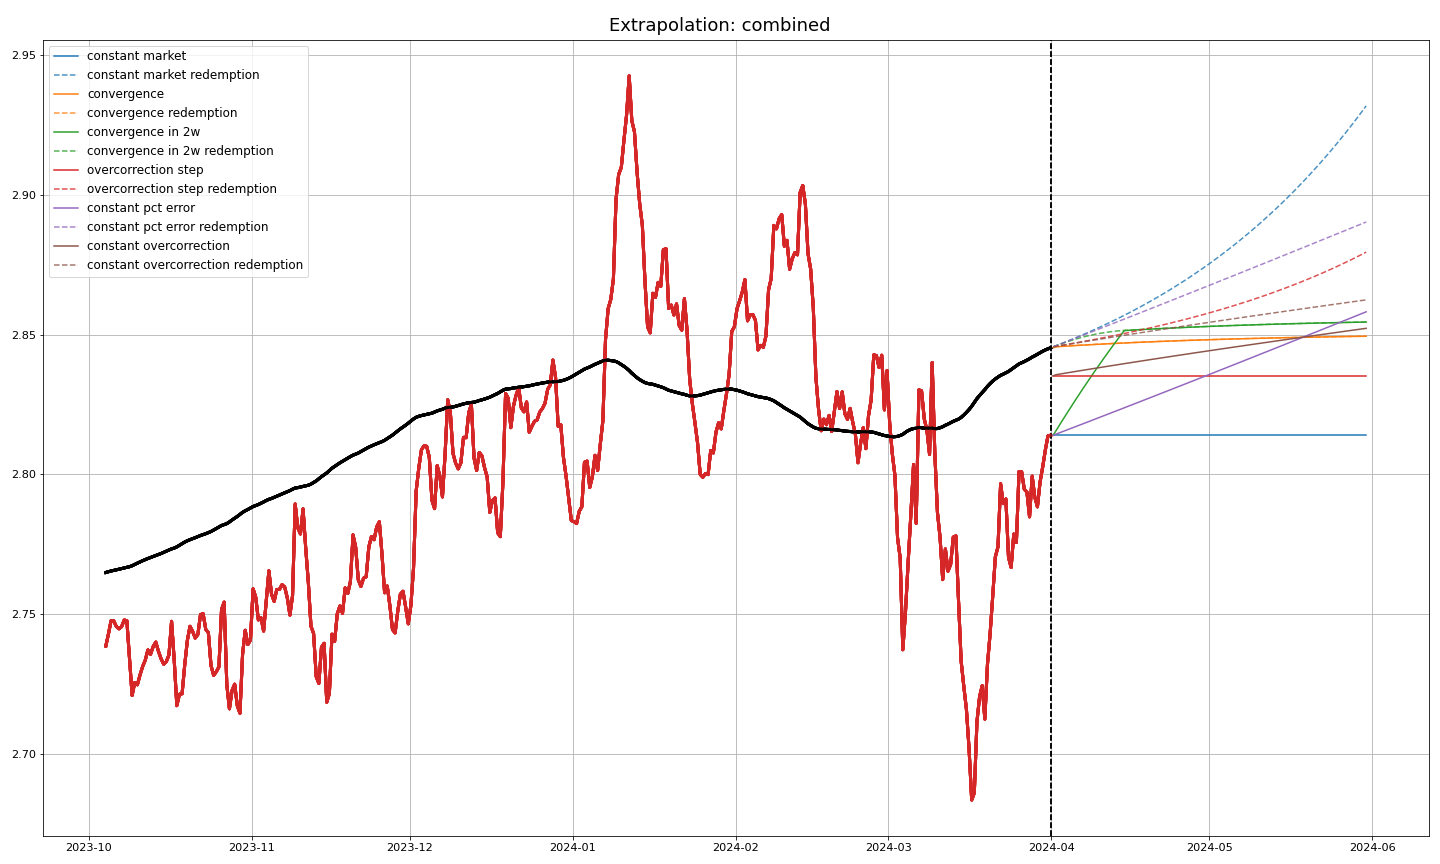 Extrapolation: combined
2.95
2.90
2.85
2.80
2.75
2.70
constant market
constant market redemption
convergence
convergence redemption
convergence in 2w
convergence in 2w redemption
overcorrection step
overcorrection step redemption
constant pct error
constant pct error redemption
constant overcorrection
constant overcorrection redemption
2023-10 2023-11 2023-12 2024-01 2024-02 2024-03 2024-04 2024-05 2024-06